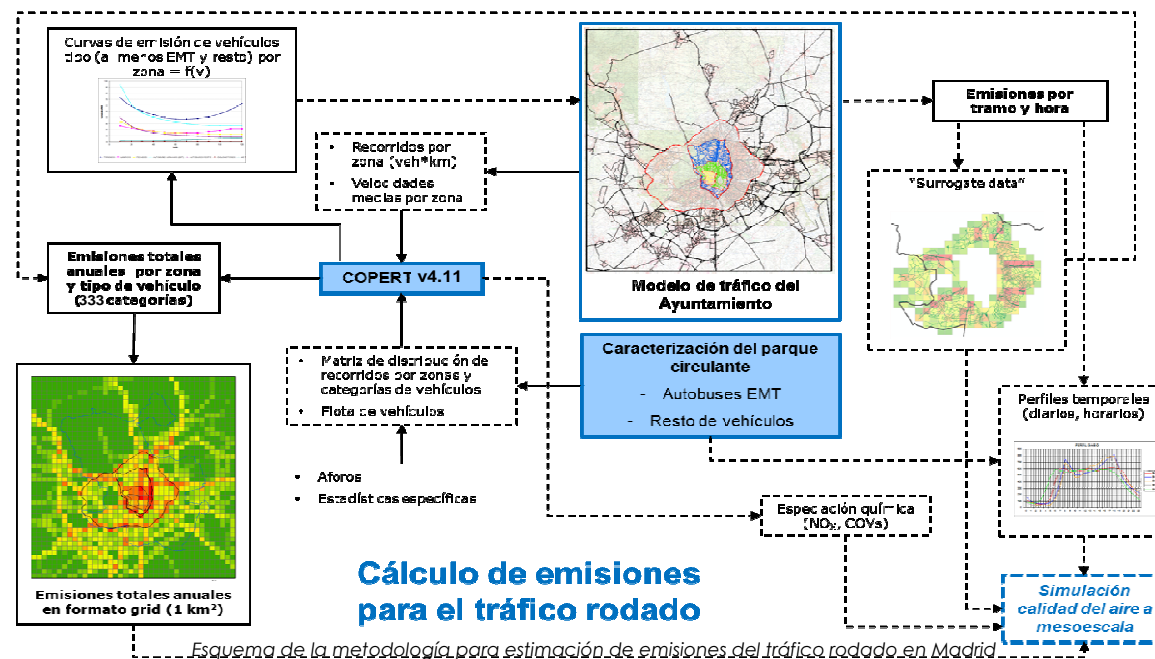 Curvas de emisión de vehículos
tipo (al menos EMT y resto) por
zona = f(v)
Recorridos por
zona (veh*km)
Velocidades
medias por zona
Modelo de tráfico del
Ayuntamiento
Emisiones por
tramo y hora
"Surrogate data"
Emisiones totales
anuales por zona
y tipo de vehículo
(333 categorías)
COPERT v4.11
Matriz de distribución de
recorridos por zonas y
categorías de vehículos
Flota de vehículos
Caracterización del parque
circulante
- Autobuses EMT
- Resto de vehículos
Perfiles temporales
(diarios, horarios)
Aforos
Estadísticas específicas
Especiación química
(NOX, COVs)
Emisiones totales anuales
en formato grid (1 km²)
Cálculo de emisiones
para el tráfico rodado
Simulación
calidad del aire a
mesoescala
Esquema de la metodología para estimación de emisiones del tráfico rodado en Madrid